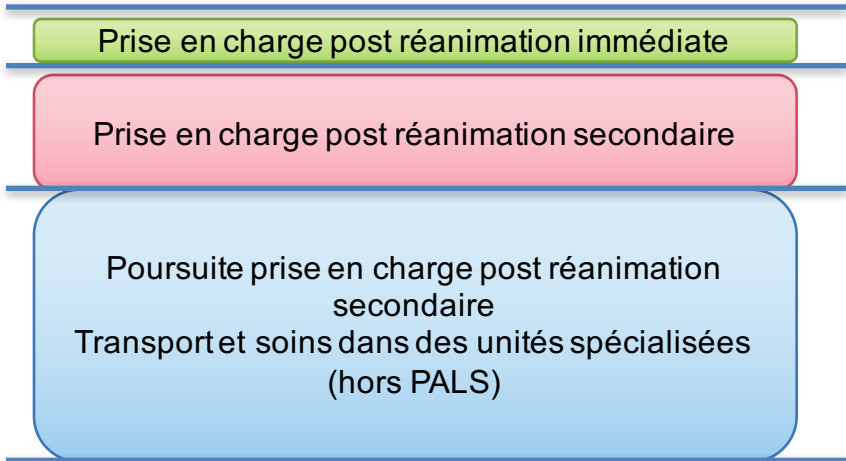 Prise en charge post réanimation immédiate
Prise en charge post réanimation secondaire
Poursuite prise en charge post réanimation
secondaire
Transport et soins dans des unités spécialisées
(hors PALS)